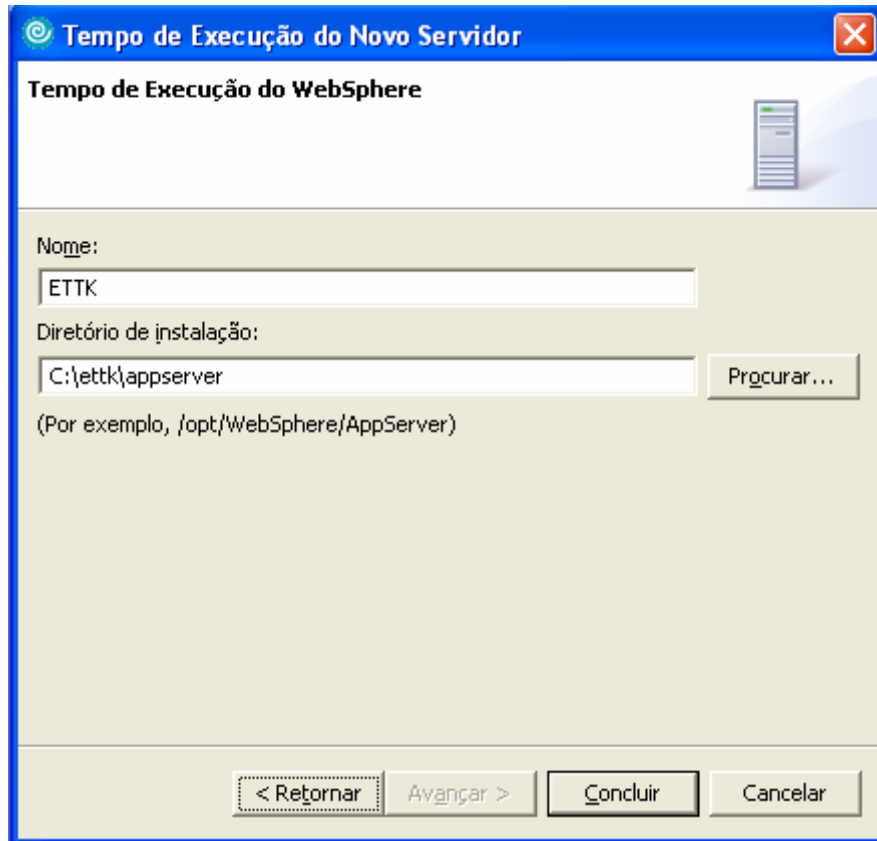 Tempo de Execução do Novo Servidor
Tempo de Execução do WebSphere
Nome:
ETTK
Diretório de instalação:
C:\ettk\appserver
Procurar...
(Por exemplo, /opt/WebSphere/AppServer)
< Retornar Avançar > Concluir Cancelar